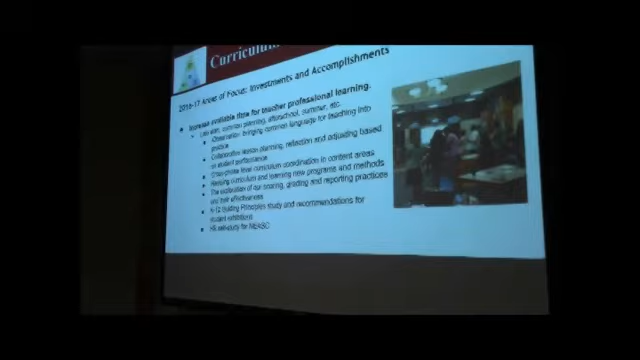 Curriculum
2016-17 Areas of Focus: Investments and Accomplishments
Increase available time for teacher professional learning.
Late start, common planning, afterschool, summer, etc.
Observation: bringing common language for teaching into
practice
Collaborative lesson planning, reflection and adjusting based
on student performance
Cross-phase level curriculum coordination in content areas
curriculum and learning new programs and methods
The exploration of our scoring, grading and reporting practices
and their effectiveness
K-12 Guiding Principles study and recommendations for
student exhibitions
HS self-study for NEASC